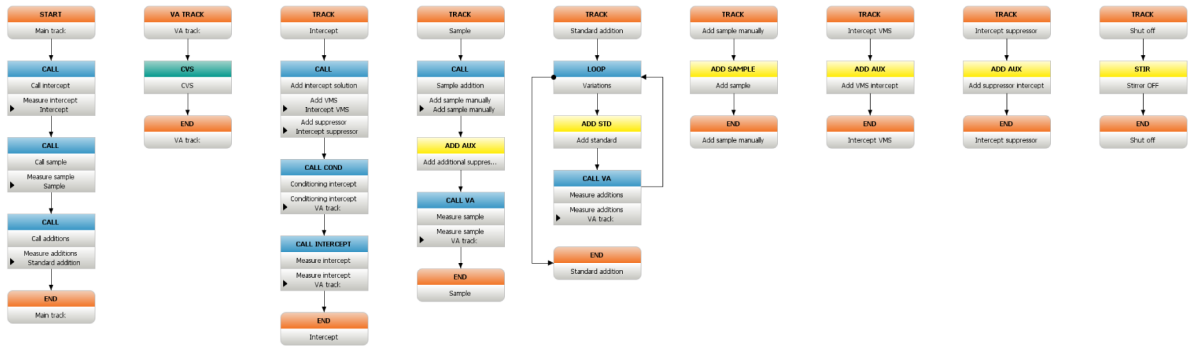 START
Main track
CALL
Call intercept
Measure intercept
Intercept
CALL
Call sample
Measure sample
Sample
CALL
Call additions
Measure additions
Standard addition
END
Main track
VA TRACK
VA track
CVS
CVS
END
VA track
TRACK
Intercept
CALL
Add intercept solution
Add VMS
Intercept VMS
Add suppressor
Intercept suppressor
CALL COND
Conditioning intercept
Conditioning intercept
VA track
CALL INTERCEPT
Measure intercept
Measure intercept
VA track
END
Intercept
TRACK
Sample
CALL
Sample addition
Add sample manually
Add sample manually
ADD AUX
Add additional suppres...
CALL VA
Measure sample
Measure sample
VA track
END
Sample
TRACK
Standard addition
LOOP
Variations
ADD STD
Add standard
CALL VA
Measure additions
Measure additions
VA track
END
Standard addition
TRACK
Add sample manually
ADD SAMPLE
Add sample
END
Add sample manually
TRACK
Intercept VMS
ADD AUX
Add VMS intercept
END
Intercept VMS
TRACK
Intercept suppressor
ADD AUX
Add suppressor intercept
END
Intercept suppressor
TRACK
Shut off
STIR
Stirrer OFF
END
Shut off